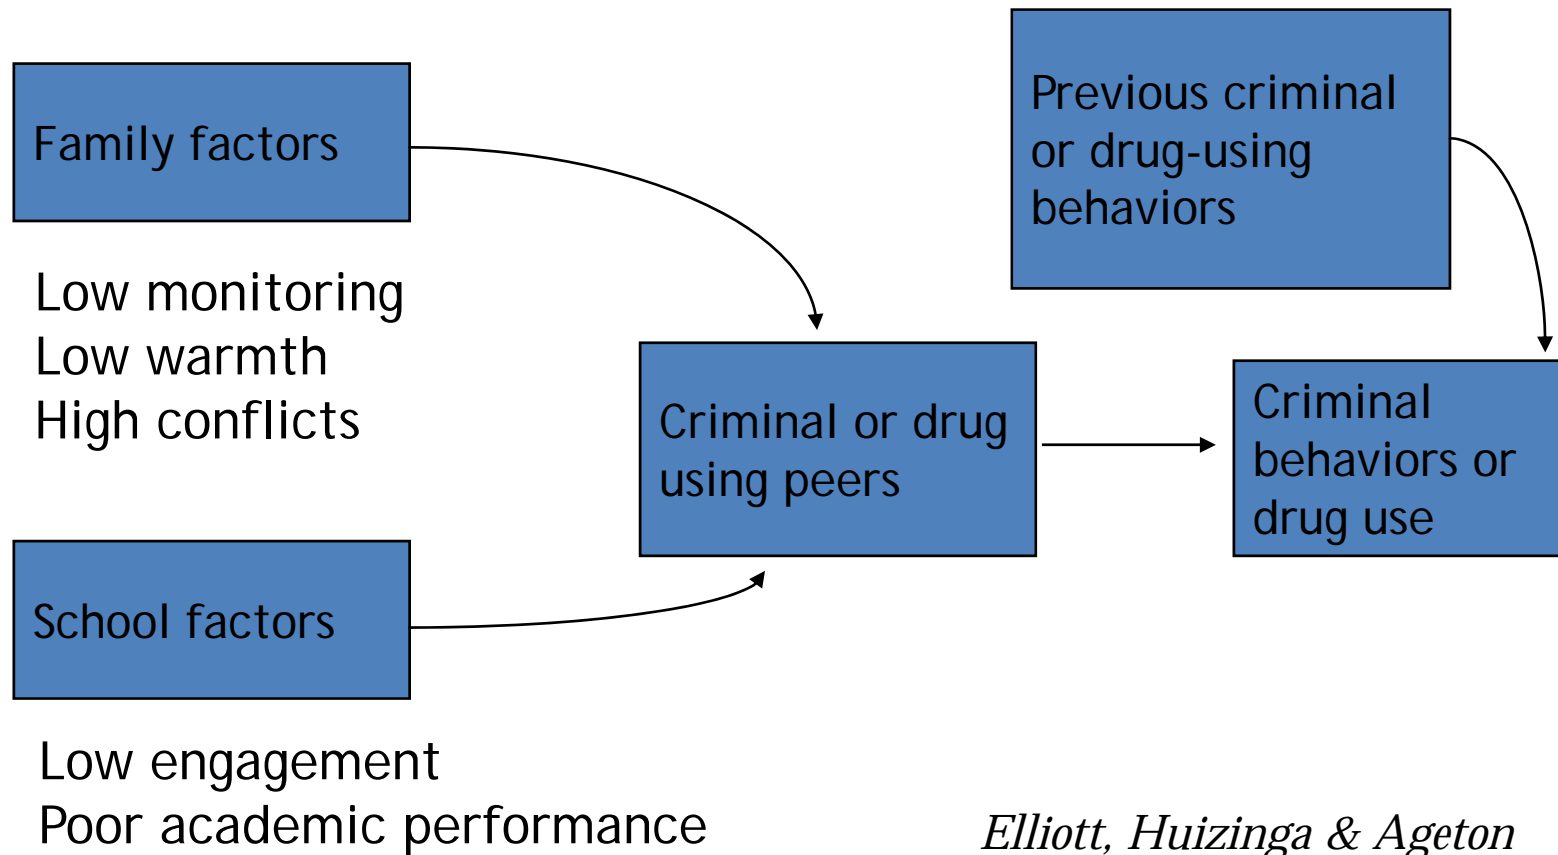 Family factors
Low monitoring
Low warmth
High conflicts
School factors
Low engagement
Poor academic performance
Criminal or drug
using peers
Previous criminal
or drug-using
behaviors
Criminal
behaviors or
drug use
Elliott, Huizinga & Ageton